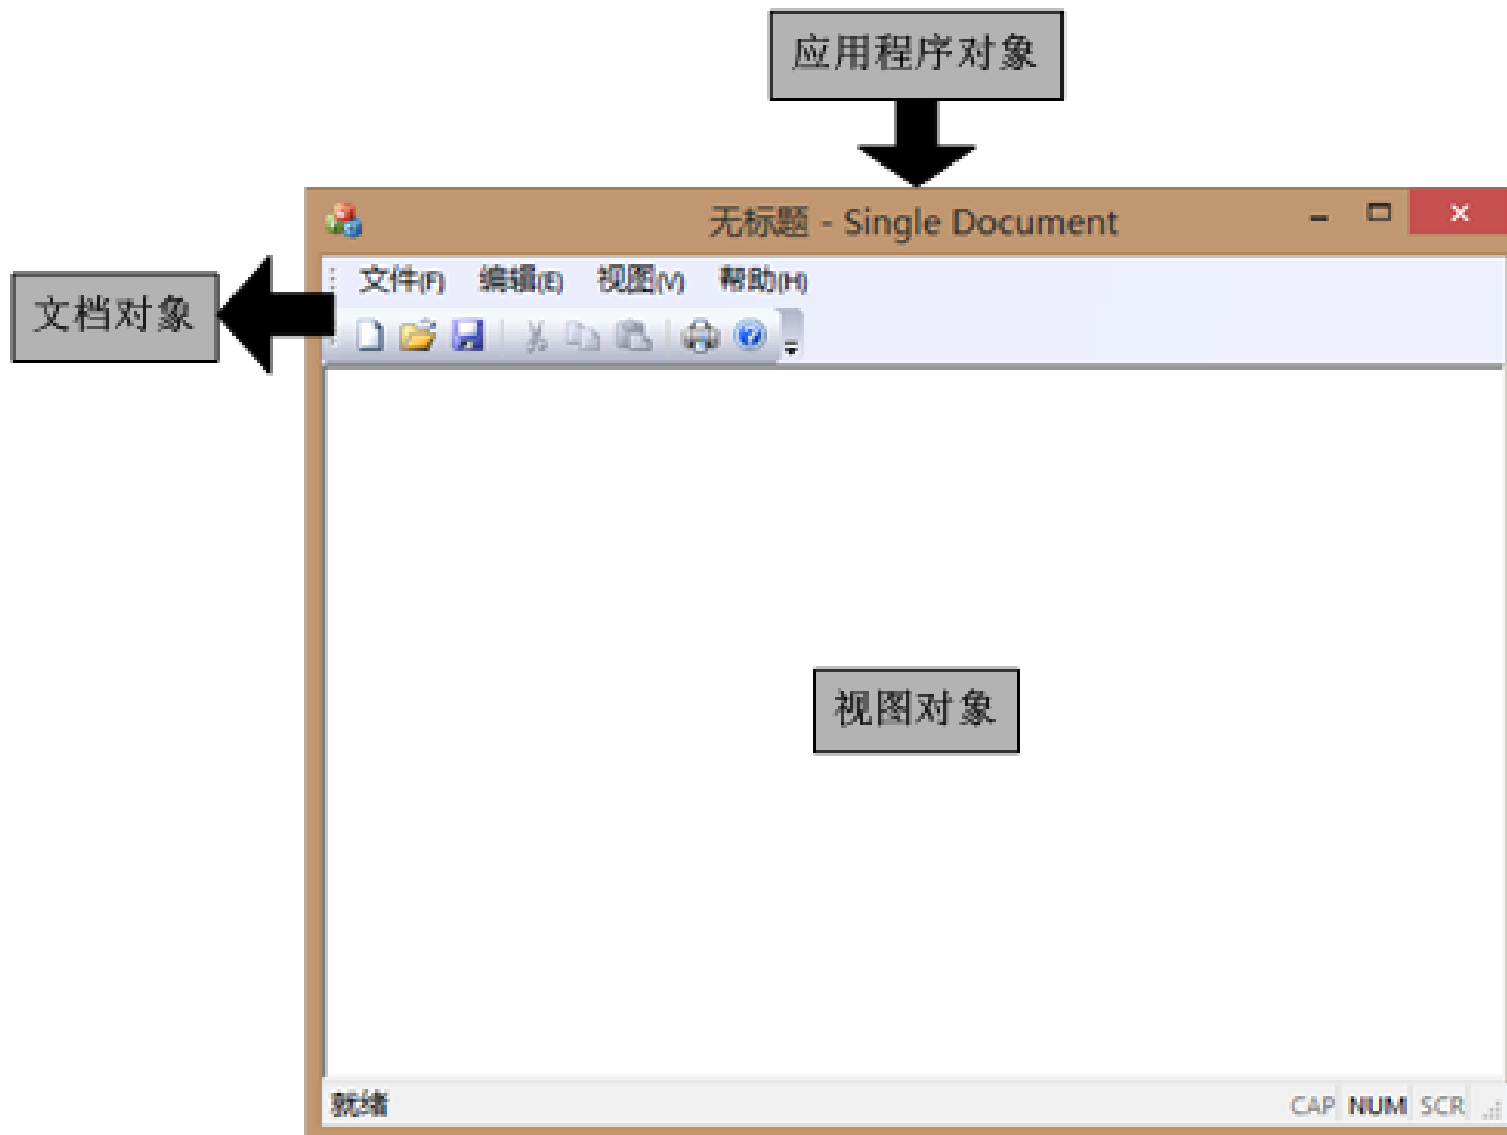 应用程序对象
无标题 - Single Document
文件(F) 编辑(E) 视图(V) 帮助(H)
文档对象
视图对象
就绪 CAP NUM SCR